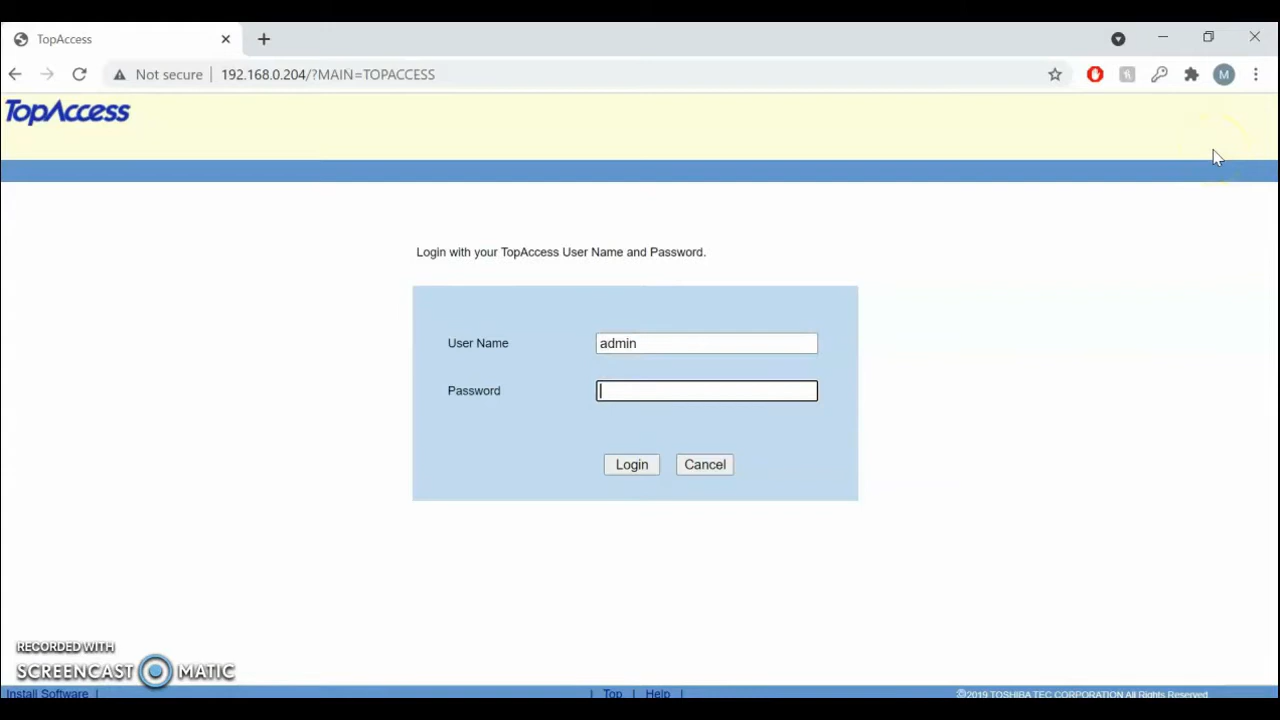 TopAccess
Not secure
192.168.0.204/?MAIN=TOPACCESS
M
TopAccess
Login with your TopAccess User Name and Password.
User Name
admin
Password
Login
Cancel
RECORDED WITH
SCREENCAST MATIC
Install Software |
| Top | Help |
©2019 TOSHIBA TEC CORPORATION All Rights Reserved